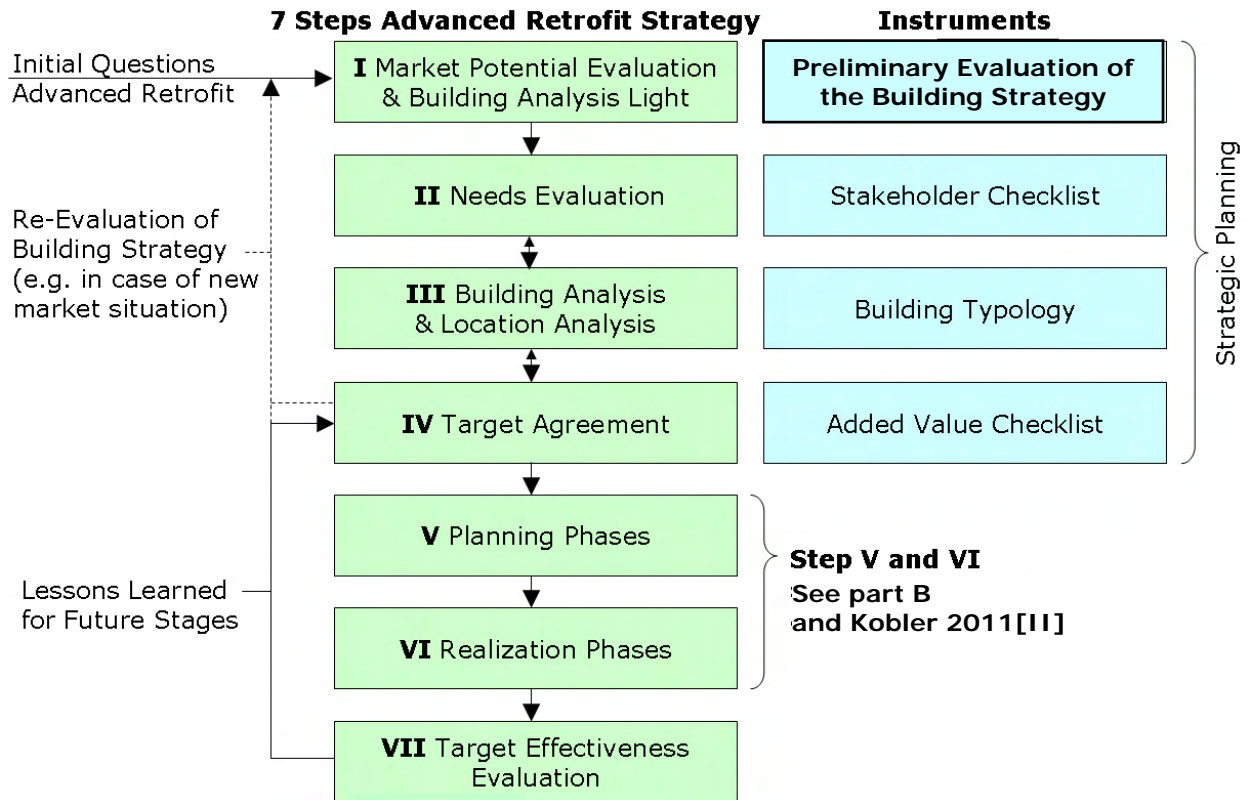 7 Steps Advanced Retrofit Strategy
Instruments
Initial Questions
Advanced Retrofit
I Market Potential Evaluation
& Building Analysis Light
Preliminary Evaluation of
the Building Strategy
II Needs Evaluation
Stakeholder Checklist
Re-Evaluation of
Building Strategy
(e.g. in case of new
market situation)
III Building Analysis
& Location Analysis
Building Typology
Strategic Planning
IV Target Agreement
Added Value Checklist
V Planning Phases
Step V and VI
See part B
and Kobler 2011[II]
Lessons Learned
for Future Stages
VI Realization Phases
VII Target Effectiveness
Evaluation